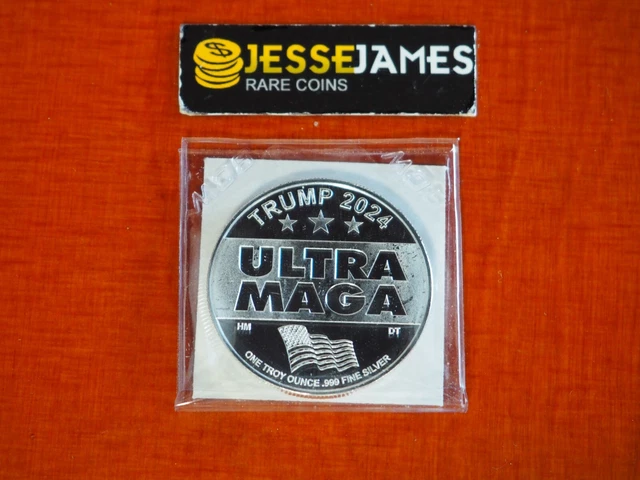 JESSEJAMES
RARE COINS
TRUMP 2024
ULTRA
MAGA
HM
DT
ONE TROY OUNCE .999 FINE SILVER